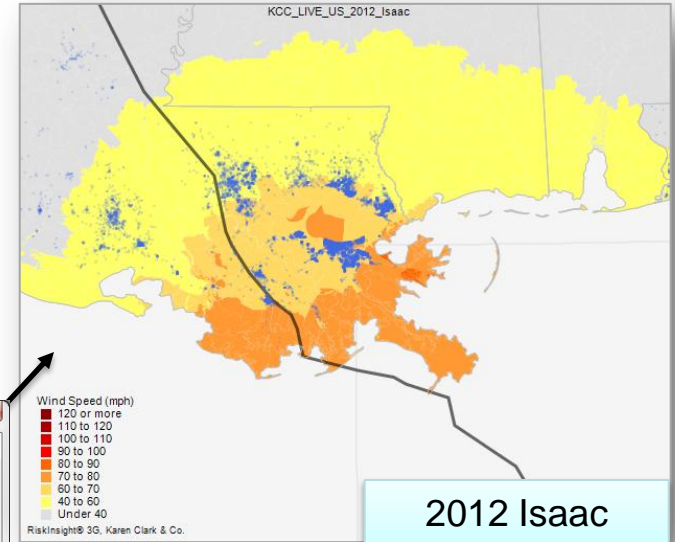 KCC_LIVE_US_2012_Isaac
Wind Speed (mph)
120 or more
110 to 120
100 to 110
90 to 100
80 to 90
70 to 80
60 to 70
40 to 60
Under 40
RiskInsight® 3G, Karen Clark & Co.
2012 Isaac